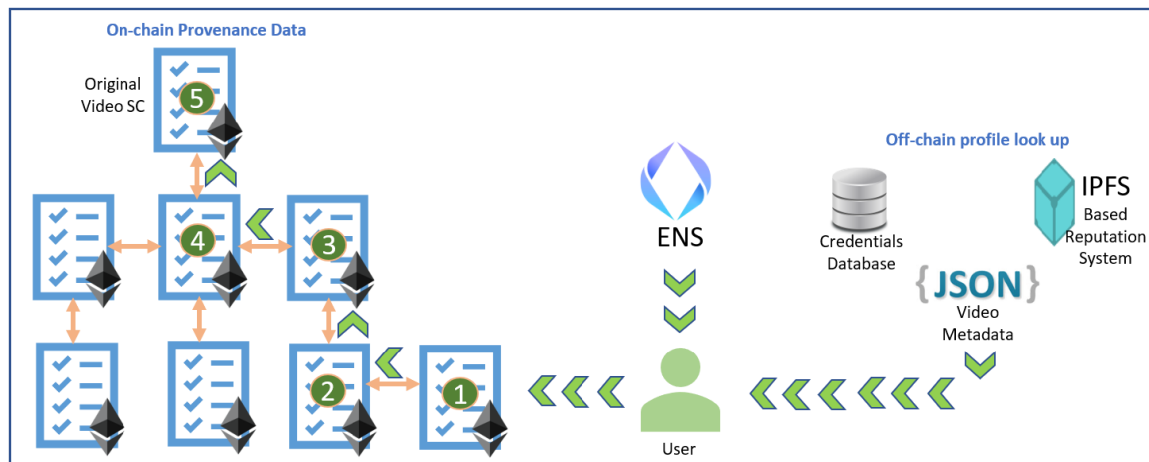 On-chain Provenance Data
Original
Video SC
5
4
3
2
1
ENS
User
Off-chain profile look up
Credentials
Database
IPFS
Based
Reputation
System
{JSON}
Video
Metadata